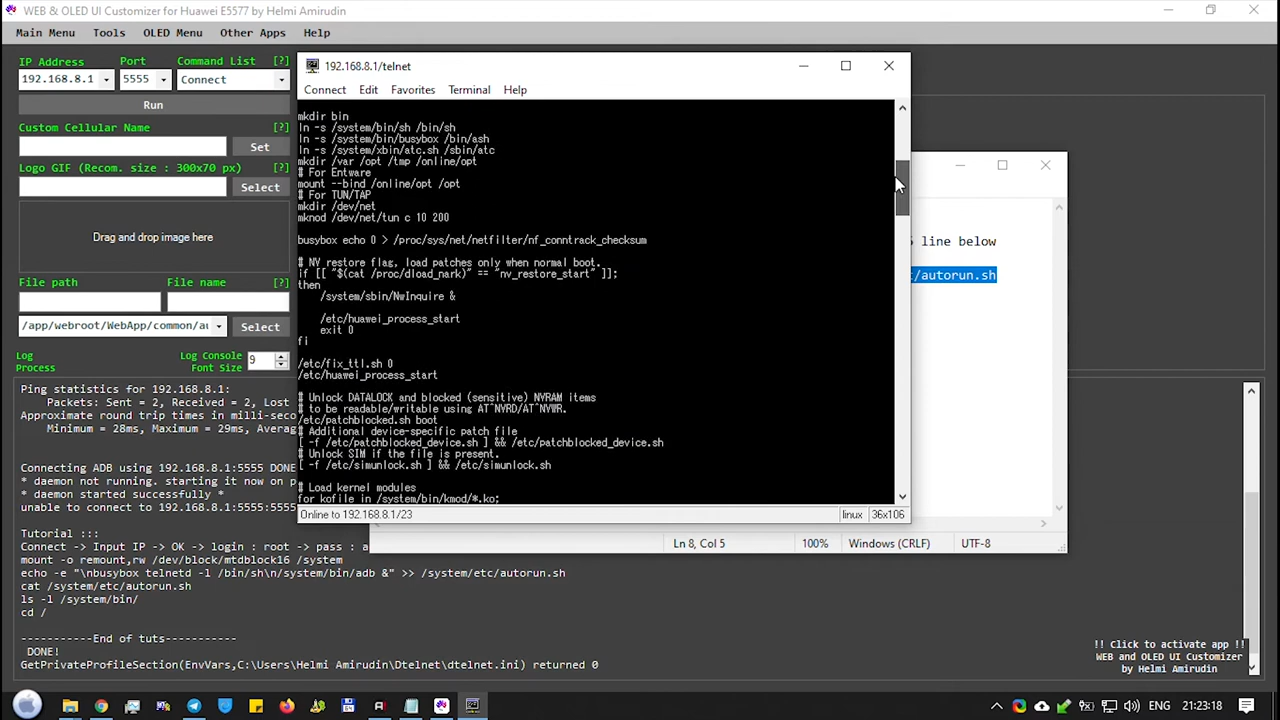 WEB & OLED UI Customizer for Huawei E5577 by Helmi Amirudin
Main Menu Tools OLED Menu Other Apps Help
IP Address Port Command List [?]
192.168.8.1 5555 Connect
Run
Custom Cellular Name [?]
Set
Logo GIF (Recom. size : 300x70 px) [?]
Select
Drag and drop image here
File path File name [?]
/app/webroot/WebApp/common/au Select
Log Process
Log Console Font Size 9
Ping statistics for 192.168.8.1:
Packets: Sent = 2, Received = 2, Lost
Approximate round trip times in milli-seco
Minimum = 28ms, Maximum = 29ms, Averag
Connecting ADB using 192.168.8.1:5555 DONE
* daemon not running. starting it now on p
* daemon started successfully *
unable to connect to 192.168.8.1:5555:5555
Tutorial :::
Connect -> Input IP -> OK -> login : root -> pass : a
mount -o remount,rw /dev/block/mtdblock16 /system
echo -e "\nbusybox telnetd -l /bin/sh\n/system/bin/adb &" >> /system/etc/autorun.sh
cat /system/etc/autorun.sh
ls -l /system/bin/
cd /
-----------End of tuts-----------
DONE!
GetPrivateProfileSection(EnvVars,C:\Users\Helmi Amirudin\Dtelnet\dtelnet.ini) returned 0
192.168.8.1/telnet
Connect Edit Favorites Terminal Help
mkdir bin
ln -s /system/bin/sh /bin/sh
ln -s /system/bin/busybox /bin/ash
ln -s /system/xbin/atc.sh /sbin/atc
mkdir /var /opt /tmp /online/opt
# For Entware
mount --bind /online/opt /opt
# For TUN/TAP
mkdir /dev/net
mknod /dev/net/tun c 10 200
busybox echo 0 > /proc/sys/net/netfilter/nf_conntrack_checksum
# NV restore flag, load patches only when normal boot.
if [[ "$(cat /proc/dload_nark)" == "nv_restore_start" ]];
then
/system/sbin/NwInquire &
/etc/huawei_process_start
exit 0
fi
/etc/fix_ttl.sh 0
/etc/huawei_process_start
# Unlock DATALOCK and blocked (sensitive) NVRAM items
# to be readable/writable using AT^NVRD/AT^NVWR.
/etc/patchblocked.sh boot
# Additional device-specific patch file
[ -f /etc/patchblocked_device.sh ] && /etc/patchblocked_device.sh
# Unlock SIM if the file is present.
[ -f /etc/simunlock.sh ] && /etc/simunlock.sh
# Load kernel modules
for kofile in /system/bin/kmod/*.ko;
Online to 192.168.8.1/23 linux 36x106
line below
/autorun.sh
Ln 8, Col 5 100% Windows (CRLF) UTF-8
!! Click to activate app !!
WEB and OLED UI Customizer
by Helmi Amirudin
ENG 21:23:18